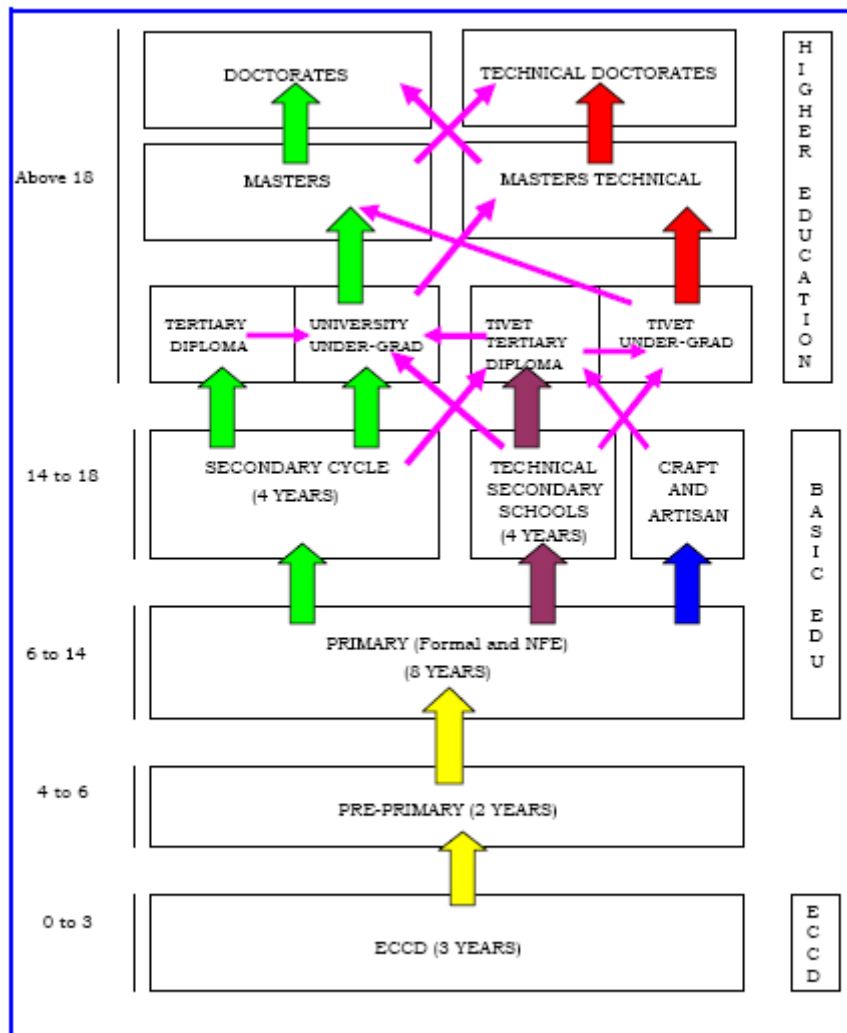 DOCTORATES
TECHNICAL DOCTORATES
Above 18
MASTERS
MASTERS TECHNICAL
TERTIARY
DIPLOMA
UNIVERSITY
UNDER-GRAD
TIVET
TERTIARY
DIPLOMA
TIVET
UNDER-GRAD
HIGHER EDUCATION
14 to 18
SECONDARY CYCLE
(4 YEARS)
TECHNICAL
SECONDARY
SCHOOLS
(4 YEARS)
CRAFT
AND
ARTISAN
BASIC EDU
6 to 14
PRIMARY (Formal and NFE)
(8 YEARS)
4 to 6
PRE-PRIMARY (2 YEARS)
0 to 3
ECCD (3 YEARS)
ECCD